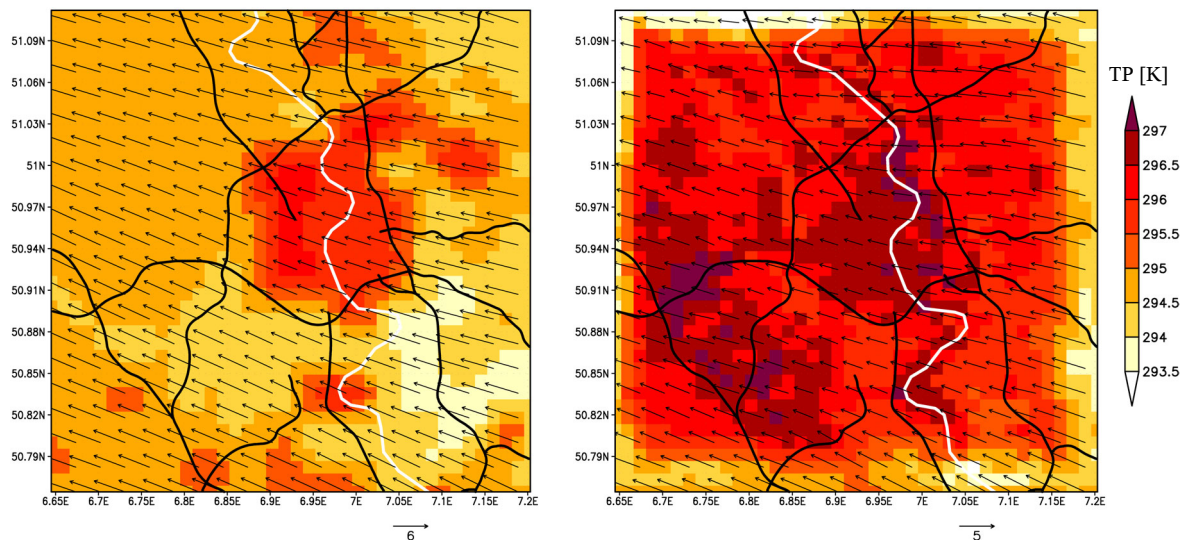 51.09N
51.06N
51.03N
51N
50.97N
50.94N
50.91N
50.88N
50.85N
50.82N
50.79N
6.65E 6.7E 6.75E 6.8E 6.85E 6.9E 6.95E 7E 7.05E 7.1E 7.15E 7.2E
6
51.09N
51.06N
51.03N
51N
50.97N
50.94N
50.91N
50.88N
50.85N
50.82N
50.79N
6.65E 6.7E 6.75E 6.8E 6.85E 6.9E 6.95E 7E 7.05E 7.1E 7.15E 7.2E
5
TP [K]
297
296.5
296
295.5
295
294.5
294
293.5